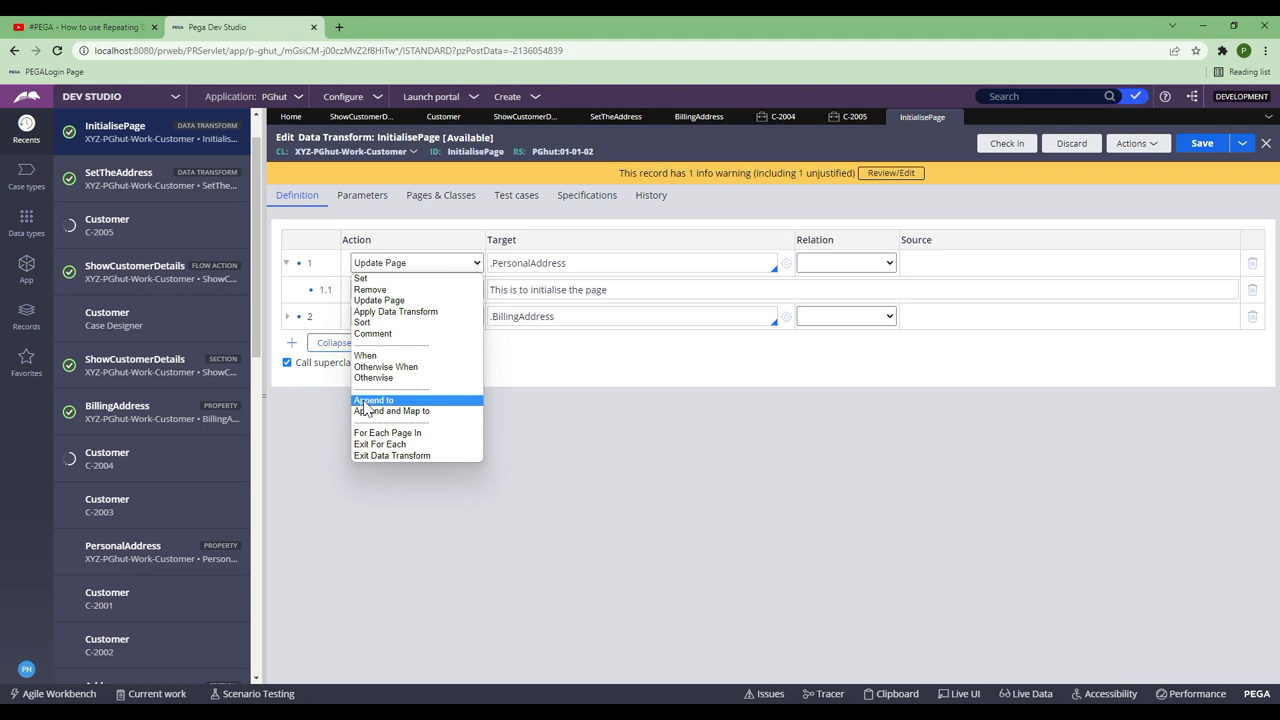 #PEGA - How to use Repeating D
Pega Dev Studio
localhost:8080/prweb/PRServlet/app/p-ghut_/mGsiCM-j00czMvZ2f8HiTw*/!STANDARD?pzPostData=-2136054839
PEGALogin Page
Reading list
DEV STUDIO
Application: PGhut
Configure
Launch portal
Create
Search
DEVELOPMENT
Home
ShowCustomerD...
Customer
ShowCustomerD...
SetTheAddress
BillingAddress
C-2004
C-2005
InitialisePage
Recents
Case types
Data types
App
Records
Favorites
PH
InitialisePage DATA TRANSFORM
XYZ-PGhut-Work-Customer • Initialis...
SetTheAddress DATA TRANSFORM
XYZ-PGhut-Work-Customer • SetThe...
Customer
C-2005
ShowCustomerDetails FLOW ACTION
XYZ-PGhut-Work-Customer • ShowC...
Customer
Case Designer
ShowCustomerDetails SECTION
XYZ-PGhut-Work-Customer • ShowC...
BillingAddress PROPERTY
XYZ-PGhut-Work-Customer • BillingA...
Customer
C-2004
Customer
C-2003
PersonalAddress PROPERTY
XYZ-PGhut-Work-Customer • Person...
Customer
C-2001
Customer
C-2002
Edit Data Transform: InitialisePage [Available]
CL: XYZ-PGhut-Work-Customer ID: InitialisePage RS: PGhut:01-01-02
Check in
Discard
Actions
Save
This record has 1 info warning (including 1 unjustified) Review/Edit
Definition
Parameters
Pages & Classes
Test cases
Specifications
History
Action Target Relation Source
1 Update Page .PersonalAddress
1.1 This is to initialise the page
2 .BillingAddress
Collapse
Call supercla
Set
Remove
Update Page
Apply Data Transform
Sort
Comment
When
Otherwise When
Otherwise
Append to
Append and Map to
For Each Page In
Exit For Each
Exit Data Transform
Agile Workbench
Current work
Scenario Testing
Issues
Tracer
Clipboard
Live UI
Live Data
Accessibility
Performance
PEGA